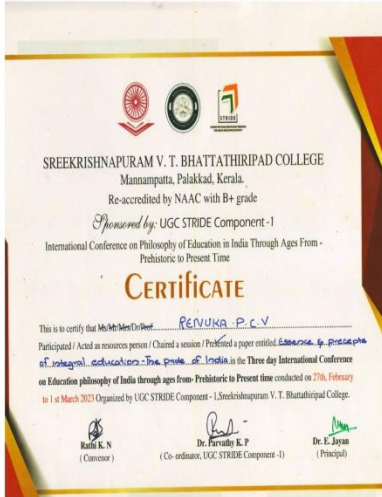 STRIDE
SREEKRISHNAPURAM V. T. BHATTATHIRIPAD COLLEGE
Mannampatta, Palakkad, Kerala.
Re-accredited by NAAC with B+ grade
Sponsored by: UGC STRIDE Component -1
International Conference on Philosophy of Education in India Through Ages From -
Prehistoric to Present Time
CERTIFICATE
This is to certify that Ms/Mr/Mrs/Dr/Prof. RENUKA P.C.V
Participated / Acted as resources person / Chaired a session / Presented a paper entitled. Essence & precepts
of integral education - The pride of India. in the Three day International Conference
on Education philosophy of India through ages from- Prehistoric to Present time conducted on 27th, February
to 1 st March 2023 Organized by UGC STRIDE Component - 1,Sreekrishnapuram V. T. Bhattathiripad College.
Rathi K. N
( Convenor )
Dr. Parvathy K. P
( Co- ordinator, UGC STRIDE Component -1)
Dr. E. Jayan
( Principal)